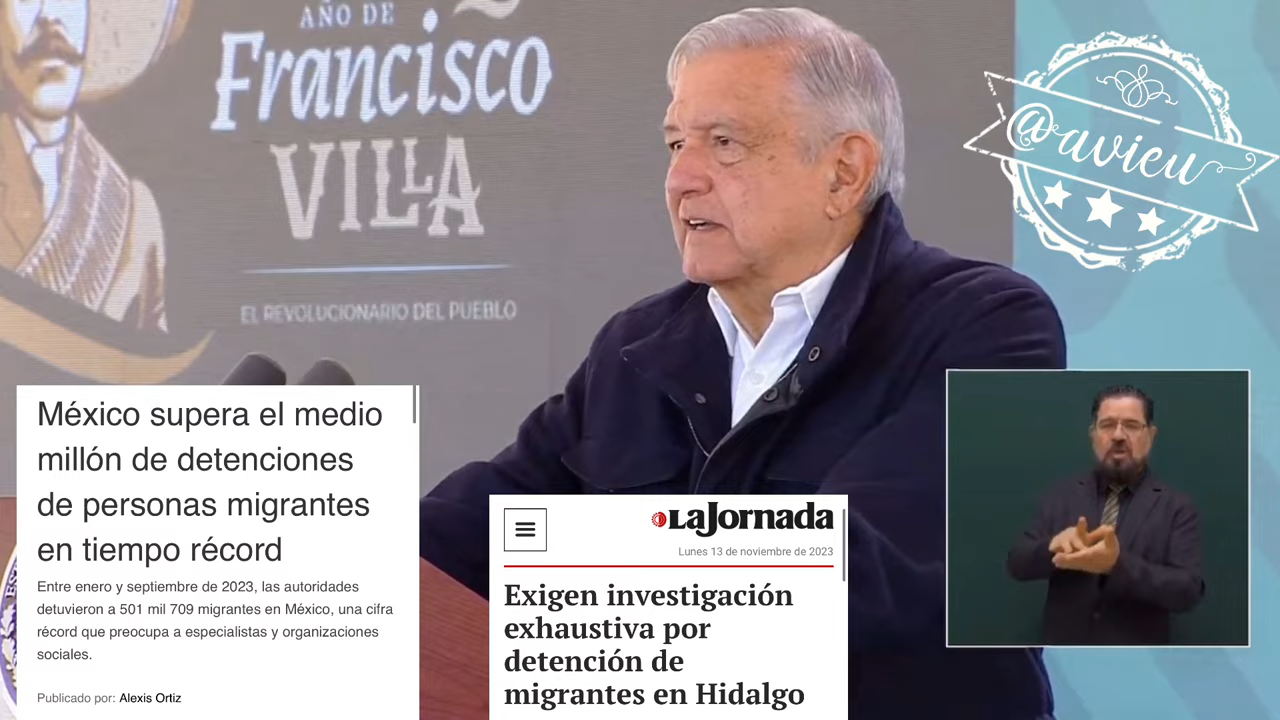 AÑO DE
Francisco
VILLA
EL REVOLUCIONARIO DEL PUEBLO
@avieu
México supera el medio
millón de detenciones
de personas migrantes
en tiempo récord
Entre enero y septiembre de 2023, las autoridades
detuvieron a 501 mil 709 migrantes en México, una cifra
récord que preocupa a especialistas y organizaciones
sociales.
Publicado por: Alexis Ortiz
LaJornada
Lunes 13 de noviembre de 2023
Exigen investigación
exhaustiva por
detención de
migrantes en Hidalgo